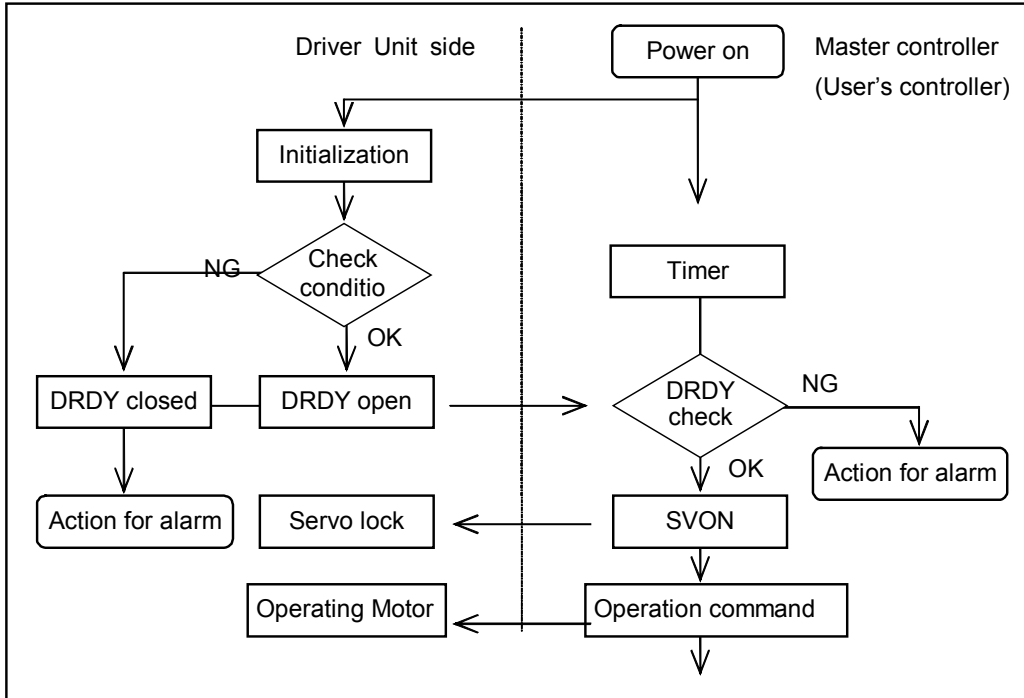 Driver Unit side
Power on
Master controller
(User's controller)
Initialization
Check
conditio
NG
OK
Timer
DRDY closed
DRDY open
DRDY
check
NG
OK
Action for alarm
Action for alarm
Servo lock
SVON
Operating Motor
Operation command